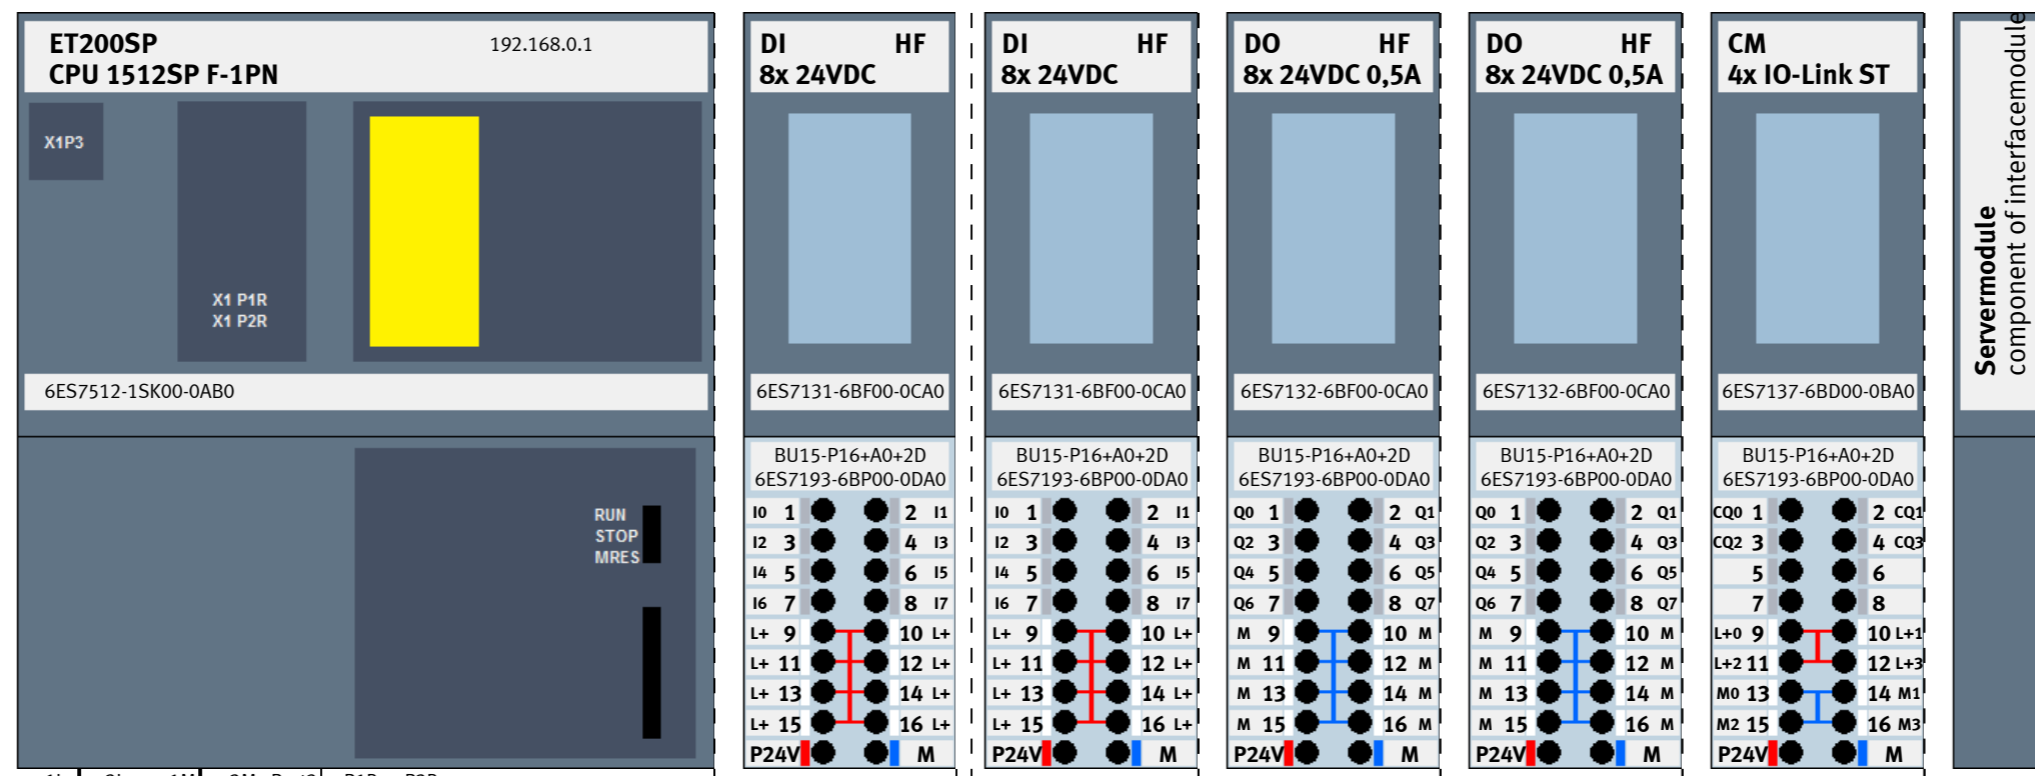 ET200SP 192.168.0.1
CPU 1512SP F-1PN
X1P3
X1 P1R
X1 P2R
6ES7512-1SK00-0AB0
RUN
STOP
MRES
DI HF
8x 24VDC
6ES7131-6BF00-0CA0
BU15-P16+A0+2D
6ES7193-6BP00-0DA0
I0 1 2 I1
I2 3 4 I3
I4 5 6 I5
I6 7 8 I7
L+ 9 10 L+
L+ 11 12 L+
L+ 13 14 L+
L+ 15 16 L+
P24V M
DI HF
8x 24VDC
6ES7131-6BF00-0CA0
BU15-P16+A0+2D
6ES7193-6BP00-0DA0
I0 1 2 I1
I2 3 4 I3
I4 5 6 I5
I6 7 8 I7
L+ 9 10 L+
L+ 11 12 L+
L+ 13 14 L+
L+ 15 16 L+
P24V M
DO HF
8x 24VDC 0,5A
6ES7132-6BF00-0CA0
BU15-P16+A0+2D
6ES7193-6BP00-0DA0
Q0 1 2 Q1
Q2 3 4 Q3
Q4 5 6 Q5
Q6 7 8 Q7
M 9 10 M
M 11 12 M
M 13 14 M
M 15 16 M
P24V M
DO HF
8x 24VDC 0,5A
6ES7132-6BF00-0CA0
BU15-P16+A0+2D
6ES7193-6BP00-0DA0
Q0 1 2 Q1
Q2 3 4 Q3
Q4 5 6 Q5
Q6 7 8 Q7
M 9 10 M
M 11 12 M
M 13 14 M
M 15 16 M
P24V M
CM
4x IO-Link ST
6ES7137-6BD00-0BA0
BU15-P16+A0+2D
6ES7193-6BP00-0DA0
CQ0 1 2 CQ1
CQ2 3 4 CQ3
5 6
7 8
L+0 9 10 L+1
L+2 11 12 L+3
M0 13 14 M1
M2 15 16 M3
P24V M
Servermodule
component of interfacemodule